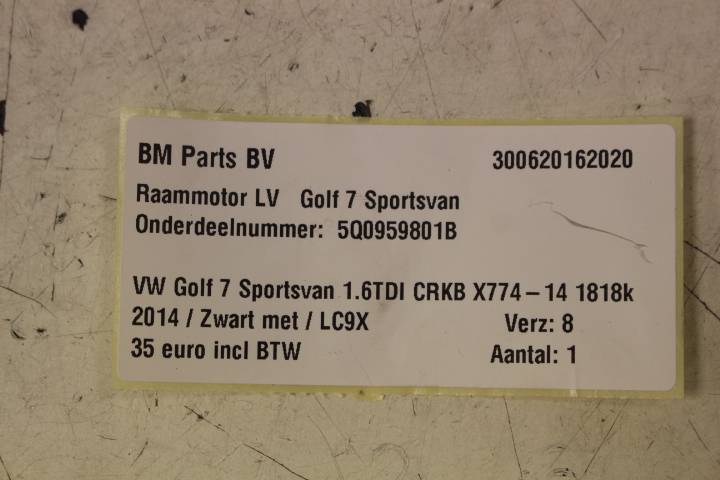 BM Parts BV 300620162020
Raammotor LV Golf 7 Sportsvan
Onderdeelnummer: 5Q0959801B
VW Golf 7 Sportsvan 1.6TDI CRKB X774-14 1818k
2014 / Zwart met / LC9X Verz: 8
35 euro incl BTW Aantal: 1